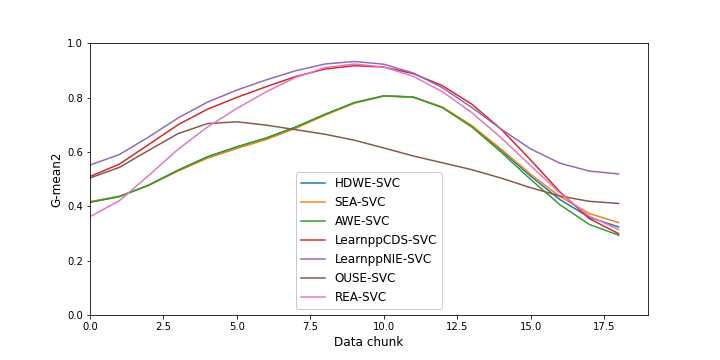 1.0
0.8
0.6
0.4
0.2
0.0
G-mean2
HDWE-SVC
SEA-SVC
AWE-SVC
LearnppCDS-SVC
LearnppNIE-SVC
OUSE-SVC
REA-SVC
0.0 2.5 5.0 7.5 10.0 12.5 15.0 17.5
Data chunk